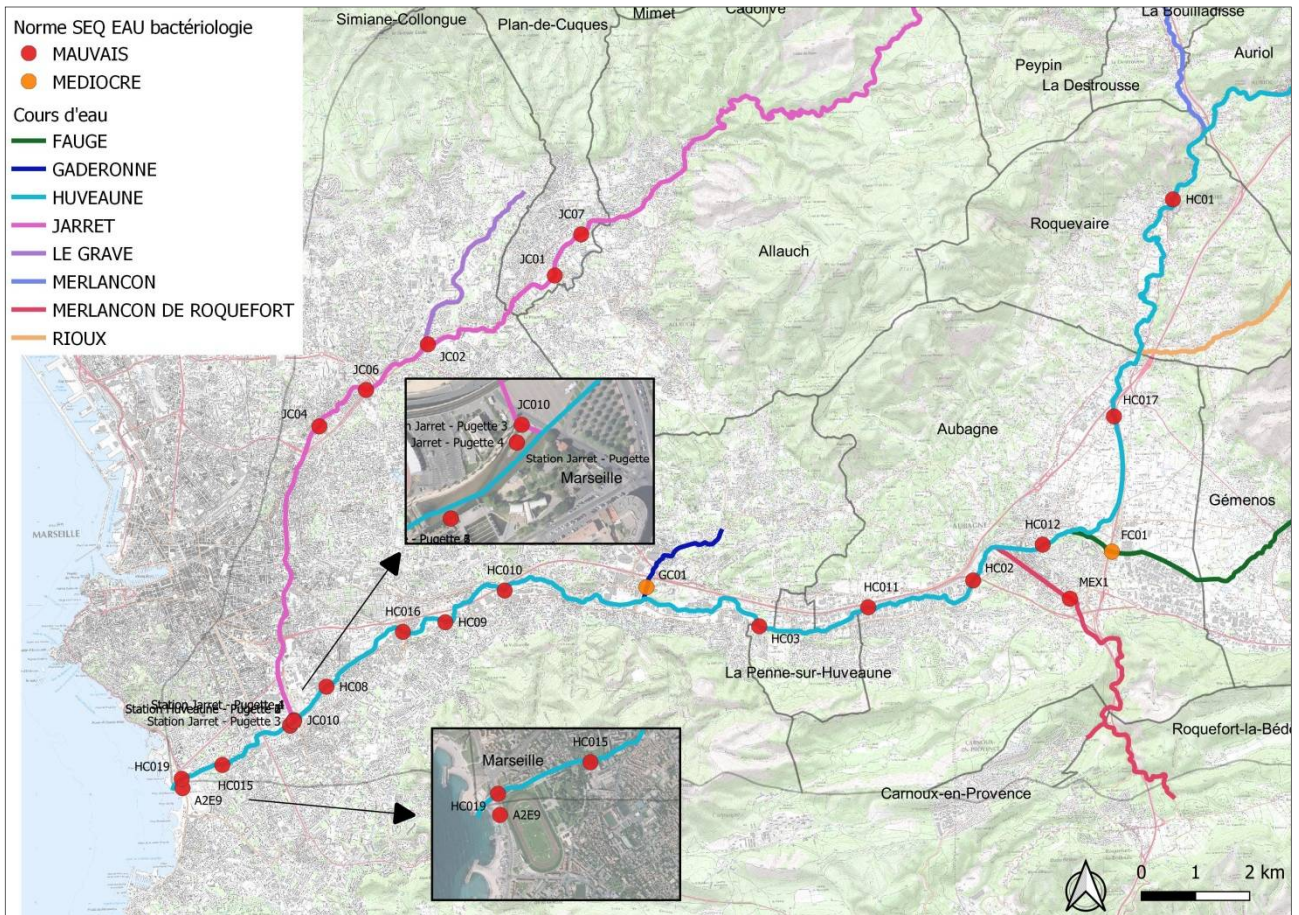 Norme SEQ EAU bactériologie
MAUVAIS
MEDIOCRE
Cours d'eau
FAUGE
GADERONNE
HUVEAUNE
JARRET
LE GRAVE
MERLANCON
MERLANCON DE ROQUEFORT
RIOUX
Simiane-Collongue
Plan-de-Cuques
Mimet
Cadolive
La Bouilladisse
Peypin
La Destrousse
Auriol
HC01
Roquevaire
JC07
Allauch
JC01
JC02
JC06
JC04
HC017
Aubagne
Gémenos
JC010
Jarret - Pugette 3
Jarret - Pugette 4
Station Jarret - Pugette
Marseille
- Pugette
MARSEILLE
AUBAGNE
HC012
FC01
GC01
HC010
HC02
MEX1
HC011
HC016
HC09
HC03
La Penne-sur-Huveaune
HC08
Station Jarret - Pugette
Station Huveaune - Pugette
Station Jarret - Pugette 3
JC010
Roquefort-la-Béd
HC015
Marseille
HC019
HC015
A2E9
HC019
A2E9
Carnoux-en-Provence
0 1 2 km